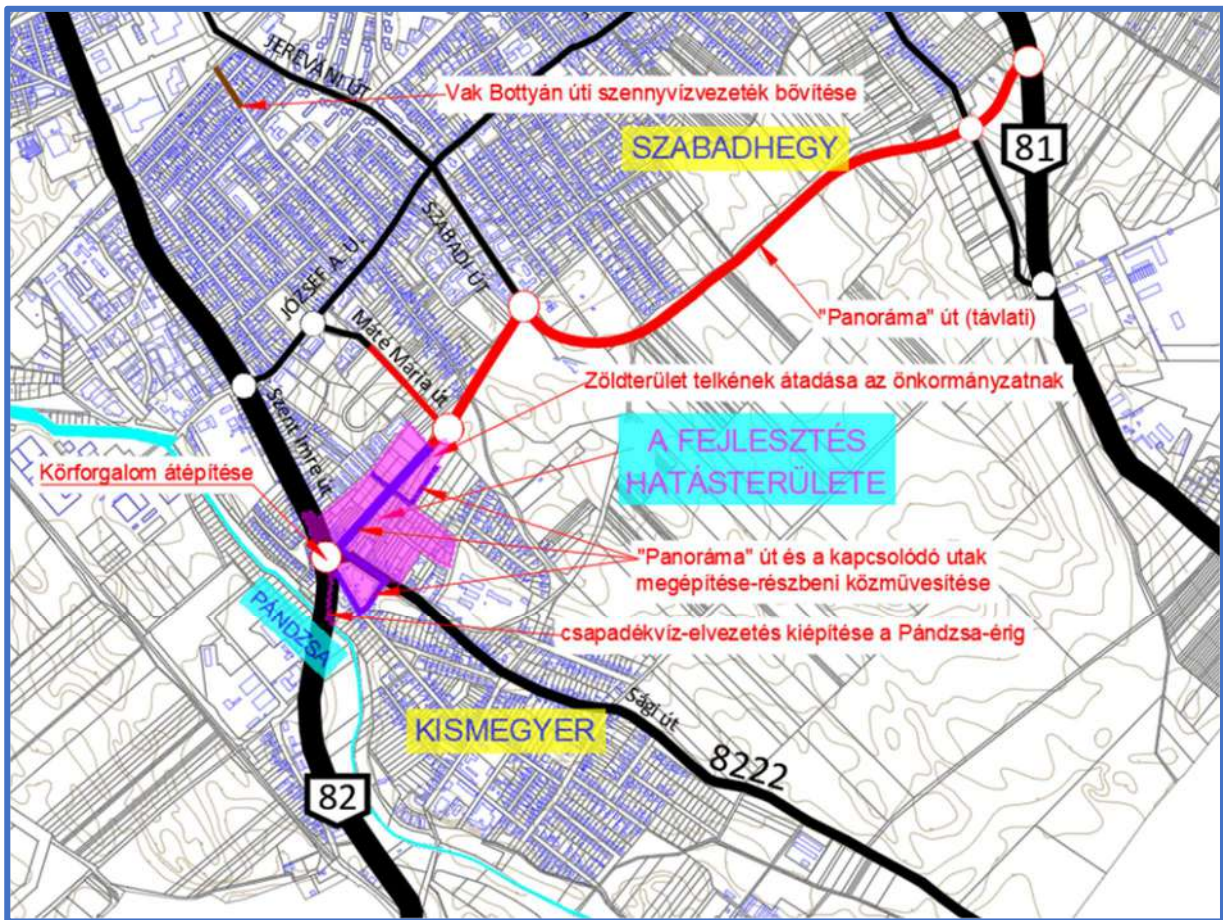 JEREVÁNI ÚT
Vak Bottyán úti szennyvízvezeték bővítése
SZABADHEGY
81
SZABADI ÚT
JÓZSEF A. U.
"Panoráma" út (távlati)
Máté Mária út
Zöldterület telkének átadása az önkormányzatnak
Szent Imre út
A FEJLESZTÉS
HATÁSTERÜLETE
Körforgalom átépítése
"Panoráma" út és a kapcsolódó utak
megépítése-részbeni közművesítése
PÁNDZSA
csapadékvíz-elvezetés kiépítése a Pándzsa-érig
Sági út
KISMEGYER
8222
82